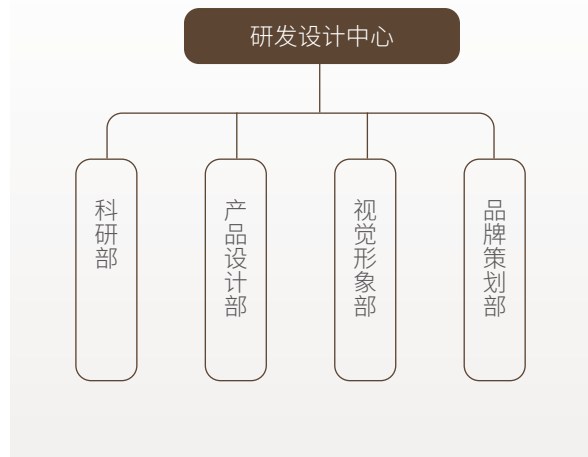 研发设计中心
科研部
产品设计部
视觉形象部
品牌策划部